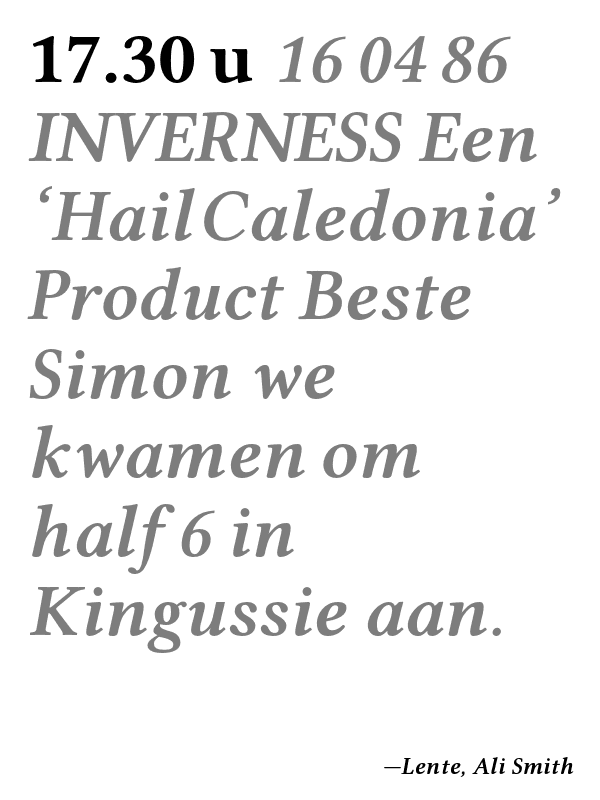 17.30 u 16 04 86
INVERNESS Een
‘Hail Caledonia’
Product Beste
Simon we
kwamen om
half 6 in
Kingussie aan.
—Lente, Ali Smith